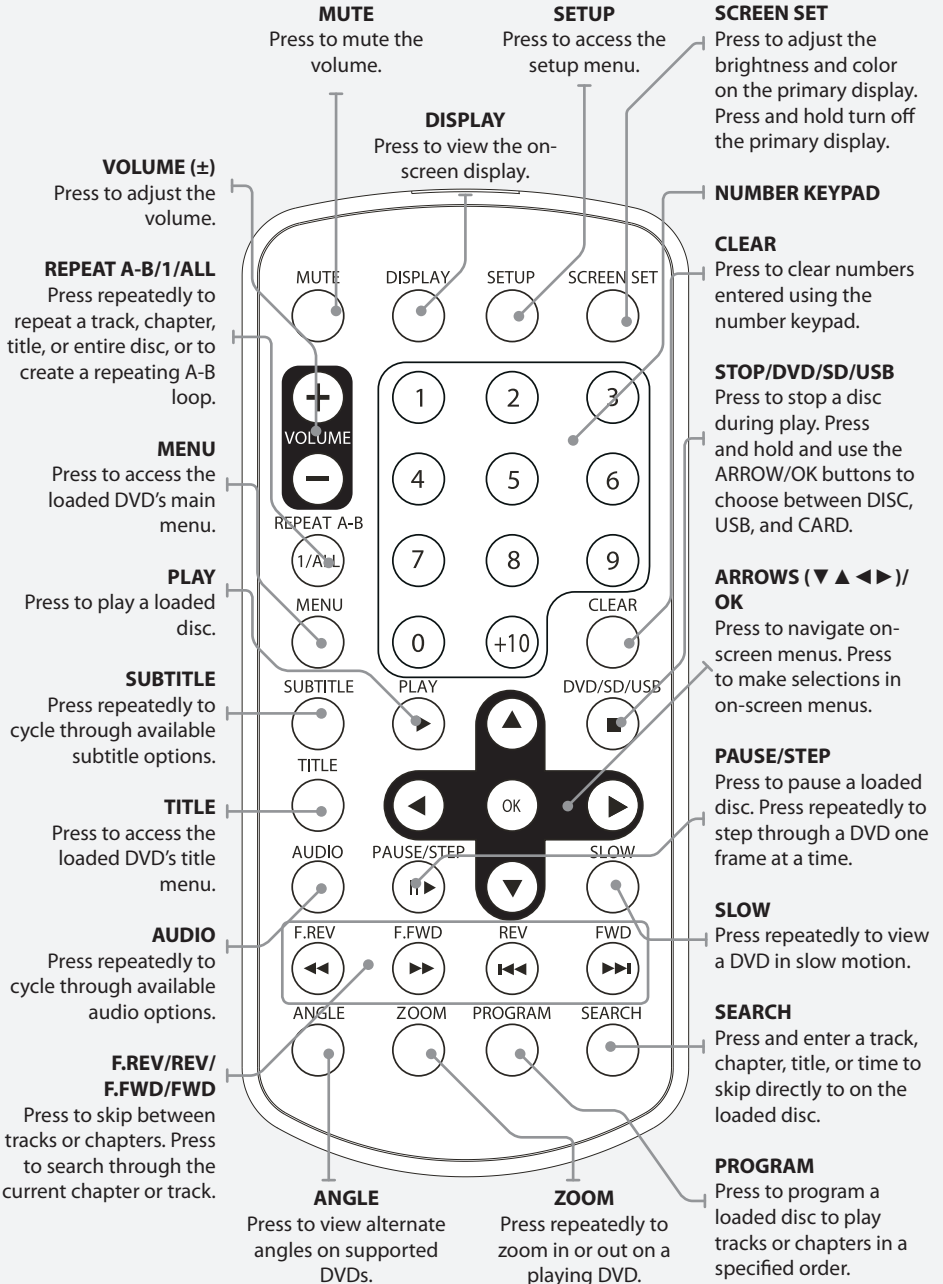 MUTE
Press to mute the
volume.
SETUP
Press to access the
setup menu.
SCREEN SET
Press to adjust the
brightness and color
on the primary display.
Press and hold turn off
the primary display.
DISPLAY
Press to view the on-
screen display.
VOLUME (±)
Press to adjust the
volume.
REPEAT A-B/1/ALL
Press repeatedly to
repeat a track, chapter,
title, or entire disc, or to
create a repeating A-B
loop.
MENU
Press to access the
loaded DVD’s main
menu.
PLAY
Press to play a loaded
disc.
SUBTITLE
Press repeatedly to
cycle through available
subtitle options.
TITLE
Press to access the
loaded DVD’s title
menu.
AUDIO
Press repeatedly to
cycle through available
audio options.
F.REV/REV/
F.FWD/FWD
Press to skip between
tracks or chapters. Press
to search through the
current chapter or track.
MUTE DISPLAY SETUP SCREEN SET
+ 1 2 3
VOLUME
− 4 5 6
REPEAT A-B
1/ALL 7 8 9
MENU CLEAR
0 +10
SUBTITLE PLAY DVD/SD/USB
▶ ▲ ■
TITLE
◀ OK ▶
AUDIO PAUSE/STEP SLOW
II▶ ▼
F.REV F.FWD REV FWD
◀◀ ▶▶ I◀◀ ▶▶I
ANGLE ZOOM PROGRAM SEARCH
NUMBER KEYPAD
CLEAR
Press to clear numbers
entered using the
number keypad.
STOP/DVD/SD/USB
Press to stop a disc
during play. Press
and hold and use the
ARROW/OK buttons to
choose between DISC,
USB, and CARD.
ARROWS (▼ ▲ ◀ ▶)/
OK
Press to navigate on-
screen menus. Press
to make selections in
on-screen menus.
PAUSE/STEP
Press to pause a loaded
disc. Press repeatedly to
step through a DVD one
frame at a time.
SLOW
Press repeatedly to view
a DVD in slow motion.
SEARCH
Press and enter a track,
chapter, title, or time to
skip directly to on the
loaded disc.
PROGRAM
Press to program a
loaded disc to play
tracks or chapters in a
specified order.
ANGLE
Press to view alternate
angles on supported
DVDs.
ZOOM
Press repeatedly to
zoom in or out on a
playing DVD.